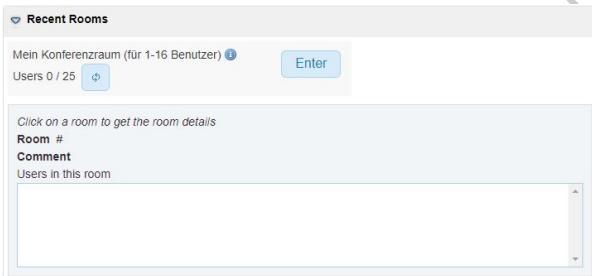 Recent Rooms
Mein Konferenzraum (für 1-16 Benutzer)
Enter
Users 0 / 25
Click on a room to get the room details
Room #
Comment
Users in this room